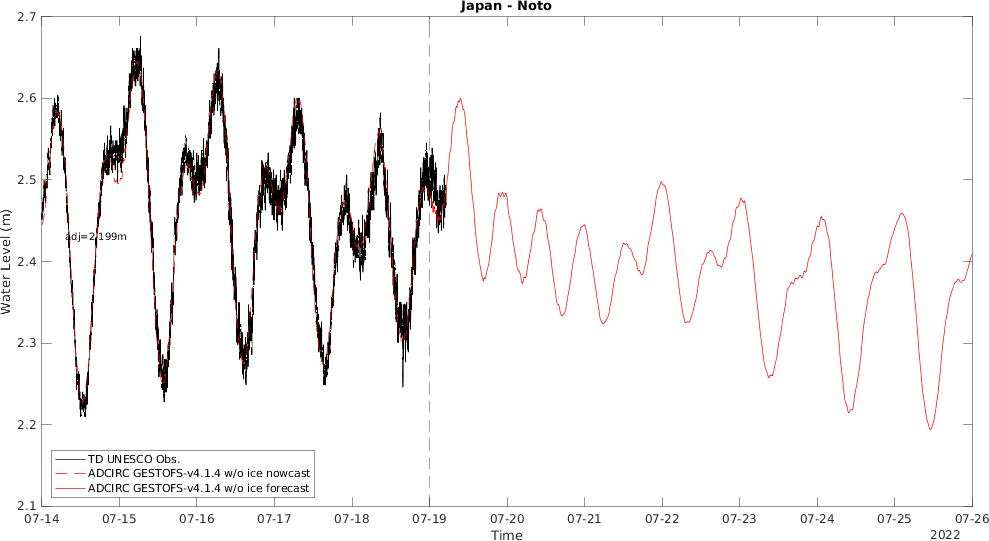 Japan - Noto
2.7
2.6
2.5
2.4
2.3
2.2
2.1
Water Level (m)
adj=2.199m
TD UNESCO Obs.
ADCIRC GESTOFS-v4.1.4 w/o ice nowcast
ADCIRC GESTOFS-v4.1.4 w/o ice forecast
07-14 07-15 07-16 07-17 07-18 07-19 07-20 07-21 07-22 07-23 07-24 07-25 07-26
Time
2022